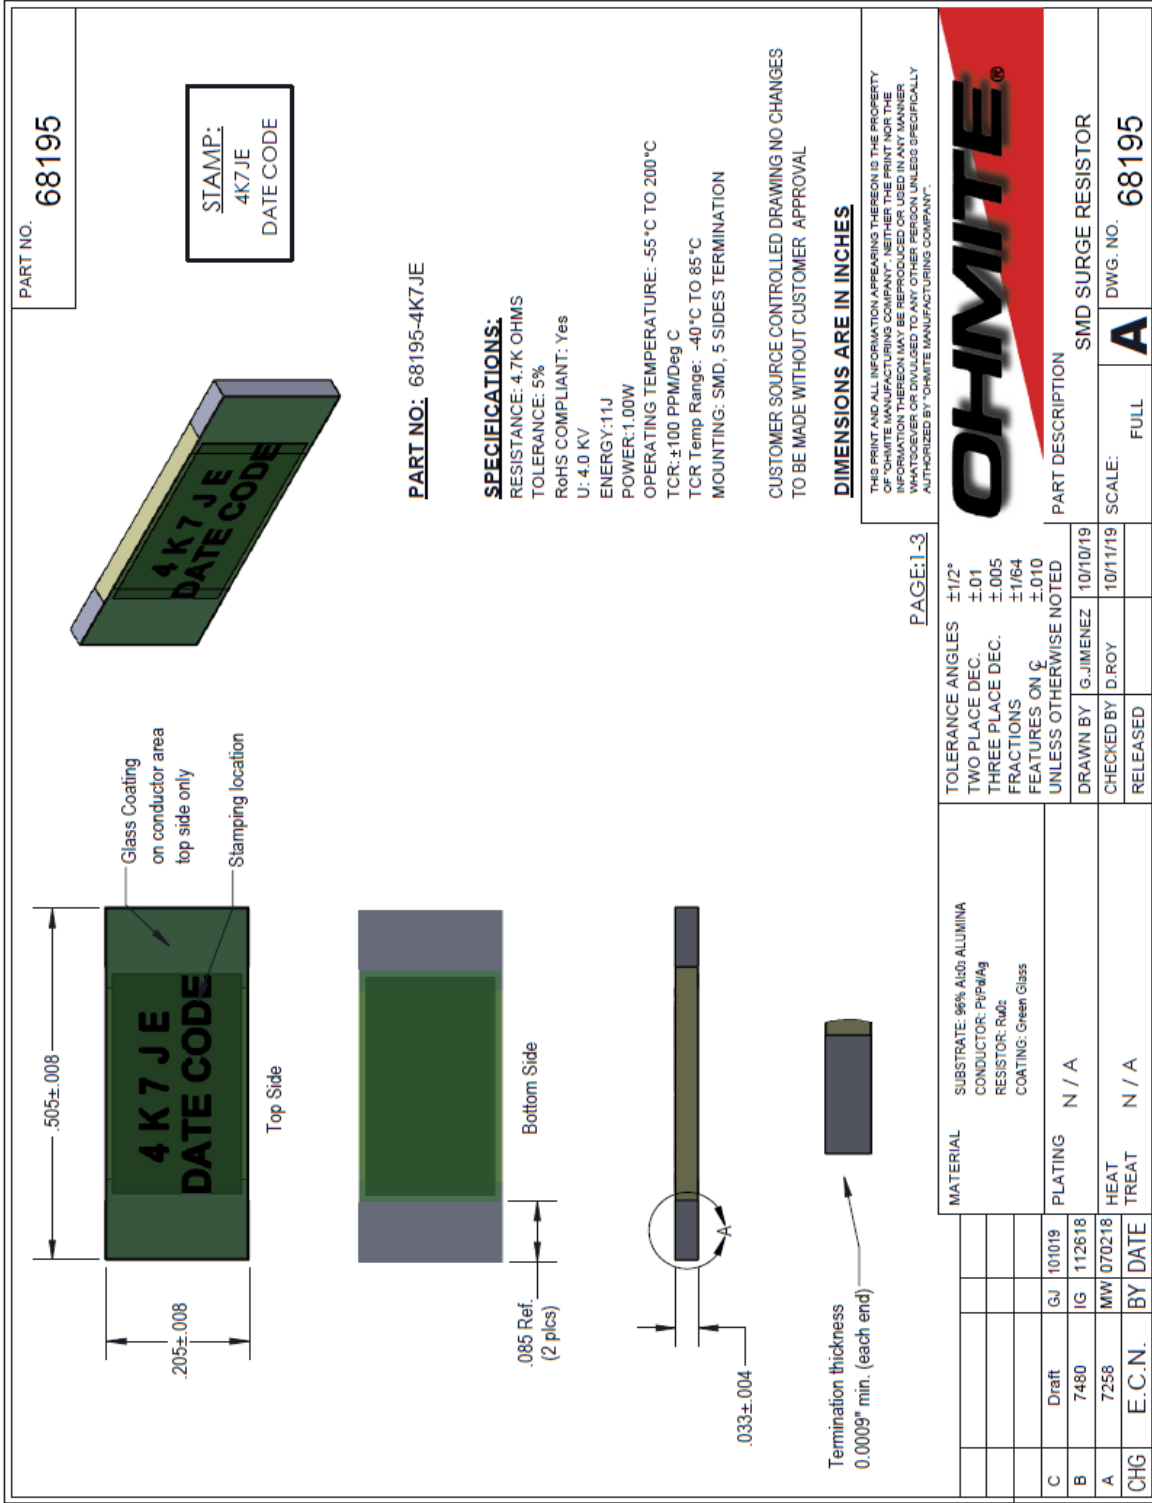 PART NO.
68195
STAMP:
4K7JE
DATE CODE
4 K 7 J E
DATE CODE
.505±.008
.205±.008
4 K 7 J E
DATE CODE
Glass Coating
on conductor area
top side only
Stamping location
Top Side
.085 Ref.
(2 plcs)
Bottom Side
.033±.004
A
Termination thickness
0.0009" min. (each end)
PART NO: 68195-4K7JE
SPECIFICATIONS:
RESISTANCE: 4.7K OHMS
TOLERANCE: 5%
RoHS COMPLIANT: Yes
U: 4.0 KV
ENERGY:11J
POWER:1.00W
OPERATING TEMPERATURE: -55°C TO 200°C
TCR: ±100 PPM/Deg C
TCR Temp Range: -40°C TO 85°C
MOUNTING: SMD, 5 SIDES TERMINATION
CUSTOMER SOURCE CONTROLLED DRAWING NO CHANGES
TO BE MADE WITHOUT CUSTOMER APPROVAL
DIMENSIONS ARE IN INCHES
PAGE:1-3
THIS PRINT AND ALL INFORMATION APPEARING THEREON IS THE PROPERTY
OF "OHMITE MANUFACTURING COMPANY". NEITHER THE PRINT NOR THE
INFORMATION THEREON MAY BE REPRODUCED OR USED IN ANY MANNER
WHATSOEVER OR DIVULGED TO ANY OTHER PERSON UNLESS SPECIFICALLY
AUTHORIZED BY "OHMITE MANUFACTURING COMPANY".
C Draft GJ 101019
B 7480 IG 112618
A 7258 MW 070218
CHG E.C.N. BY DATE
MATERIAL
SUBSTRATE: 96% Al2O3 ALUMINA
CONDUCTOR: Pt/Pd/Ag
RESISTOR: RuO2
COATING: Green Glass
PLATING N / A
HEAT
TREAT N / A
TOLERANCE ANGLES ±1/2°
TWO PLACE DEC. ±.01
THREE PLACE DEC. ±.005
FRACTIONS ±1/64
FEATURES ON ℄ ±.010
UNLESS OTHERWISE NOTED
DRAWN BY G.JIMENEZ 10/10/19
CHECKED BY D.ROY 10/11/19
RELEASED
OHMITE®
PART DESCRIPTION
SMD SURGE RESISTOR
SCALE:
FULL
A
DWG. NO.
68195